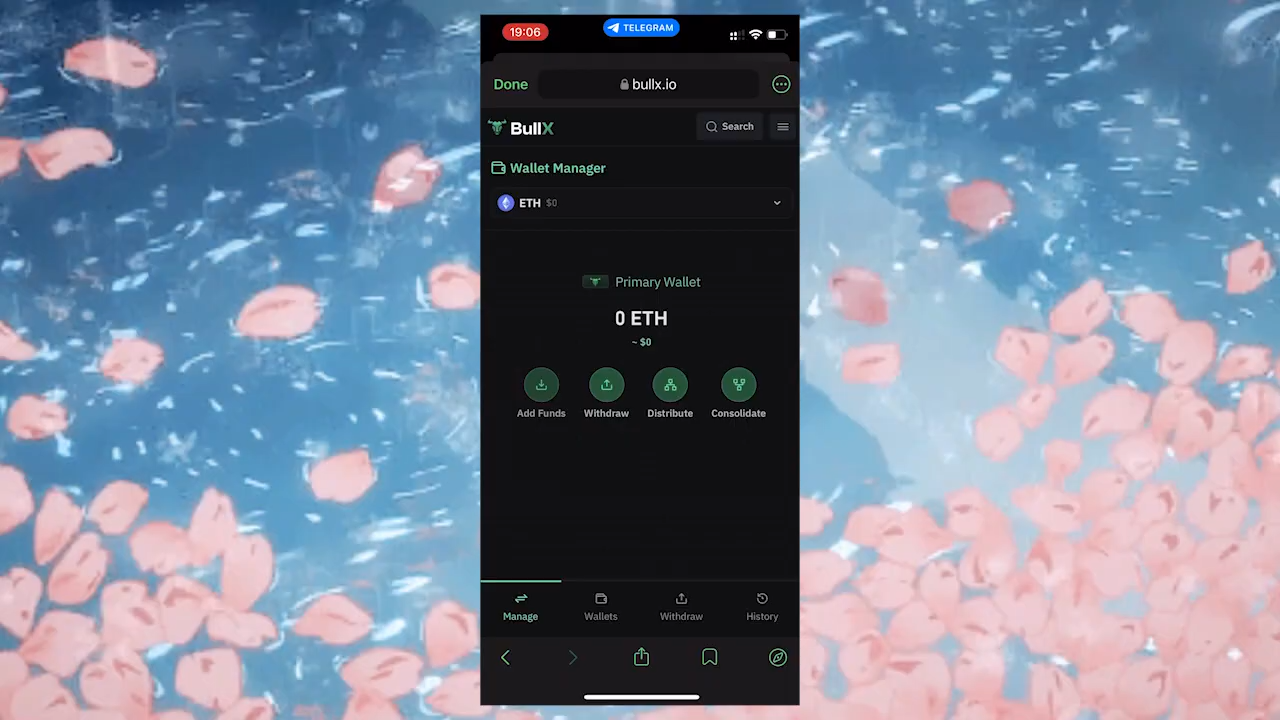 19:06
TELEGRAM
Done
bullx.io
BullX
Search
Wallet Manager
ETH $0
Primary Wallet
0 ETH
~ $0
Add Funds
Withdraw
Distribute
Consolidate
Manage
Wallets
Withdraw
History